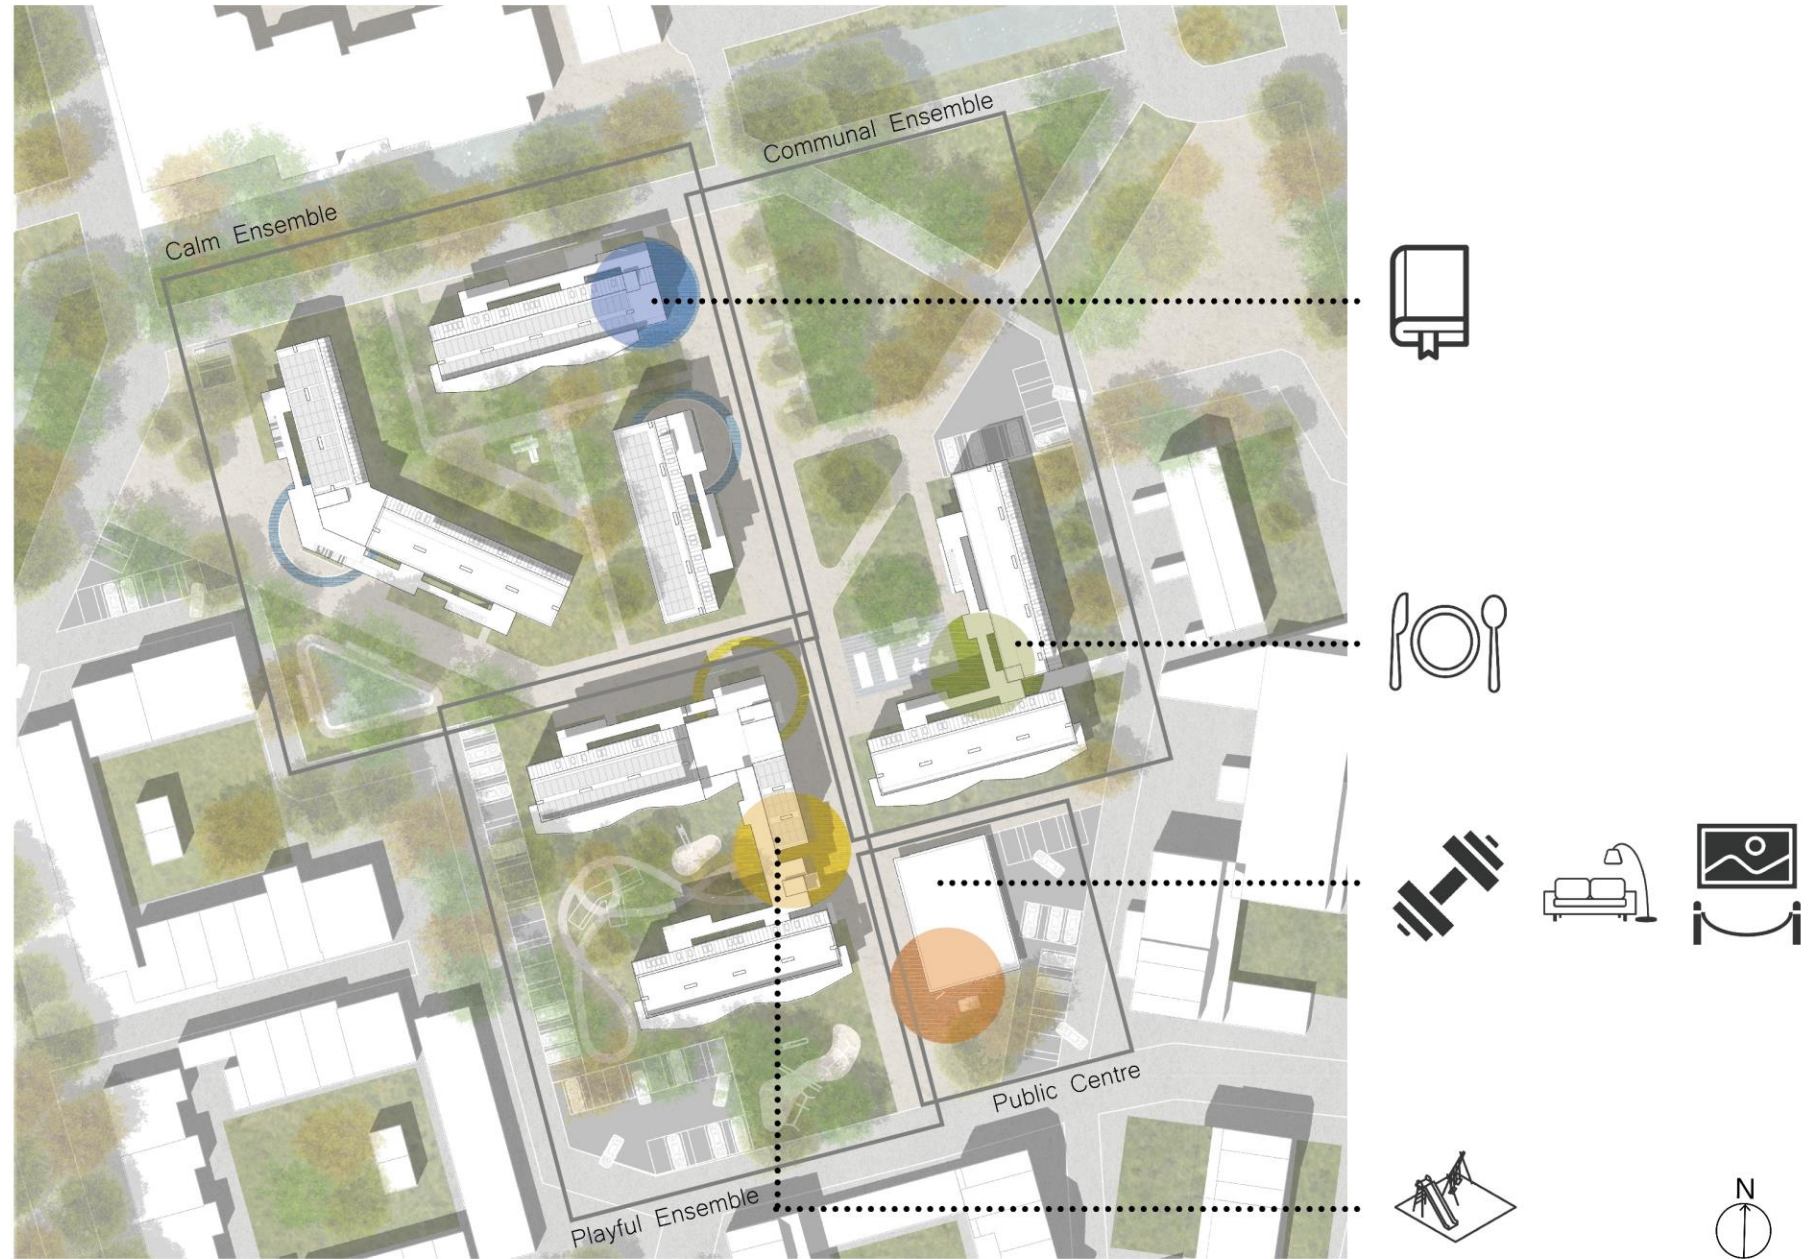 Communal Ensemble
Calm Ensemble
Public Centre
Playful Ensemble
N